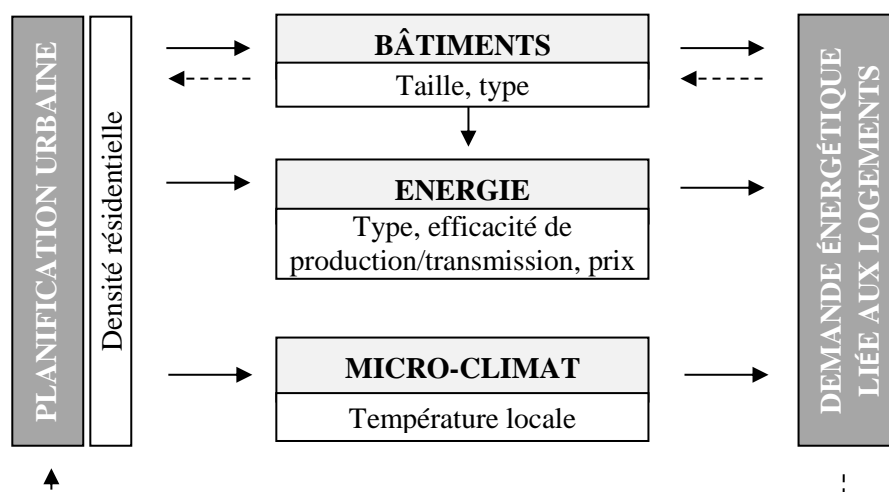 PLANIFICATION URBAINE
Densité résidentielle
BÂTIMENTS
Taille, type
ENERGIE
Type, efficacité de
production/transmission, prix
MICRO-CLIMAT
Température locale
DEMANDE ÉNERGÉTIQUE
LIÉE AUX LOGEMENTS